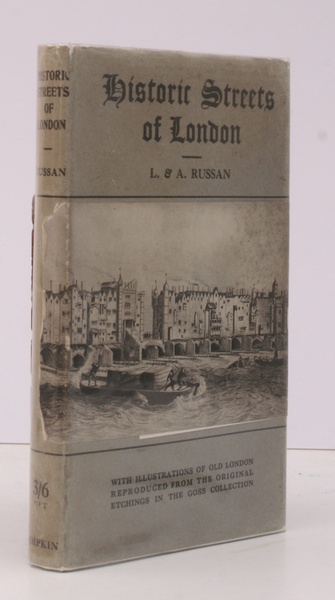 Historic Streets
of London
L. & A. RUSSAN
WITH ILLUSTRATIONS OF OLD LONDON
REPRODUCED FROM THE ORIGINAL
ETCHINGS IN THE GOSS COLLECTION
HISTORIC
STREETS
OF
LONDON
RUSSAN
3/6
NET